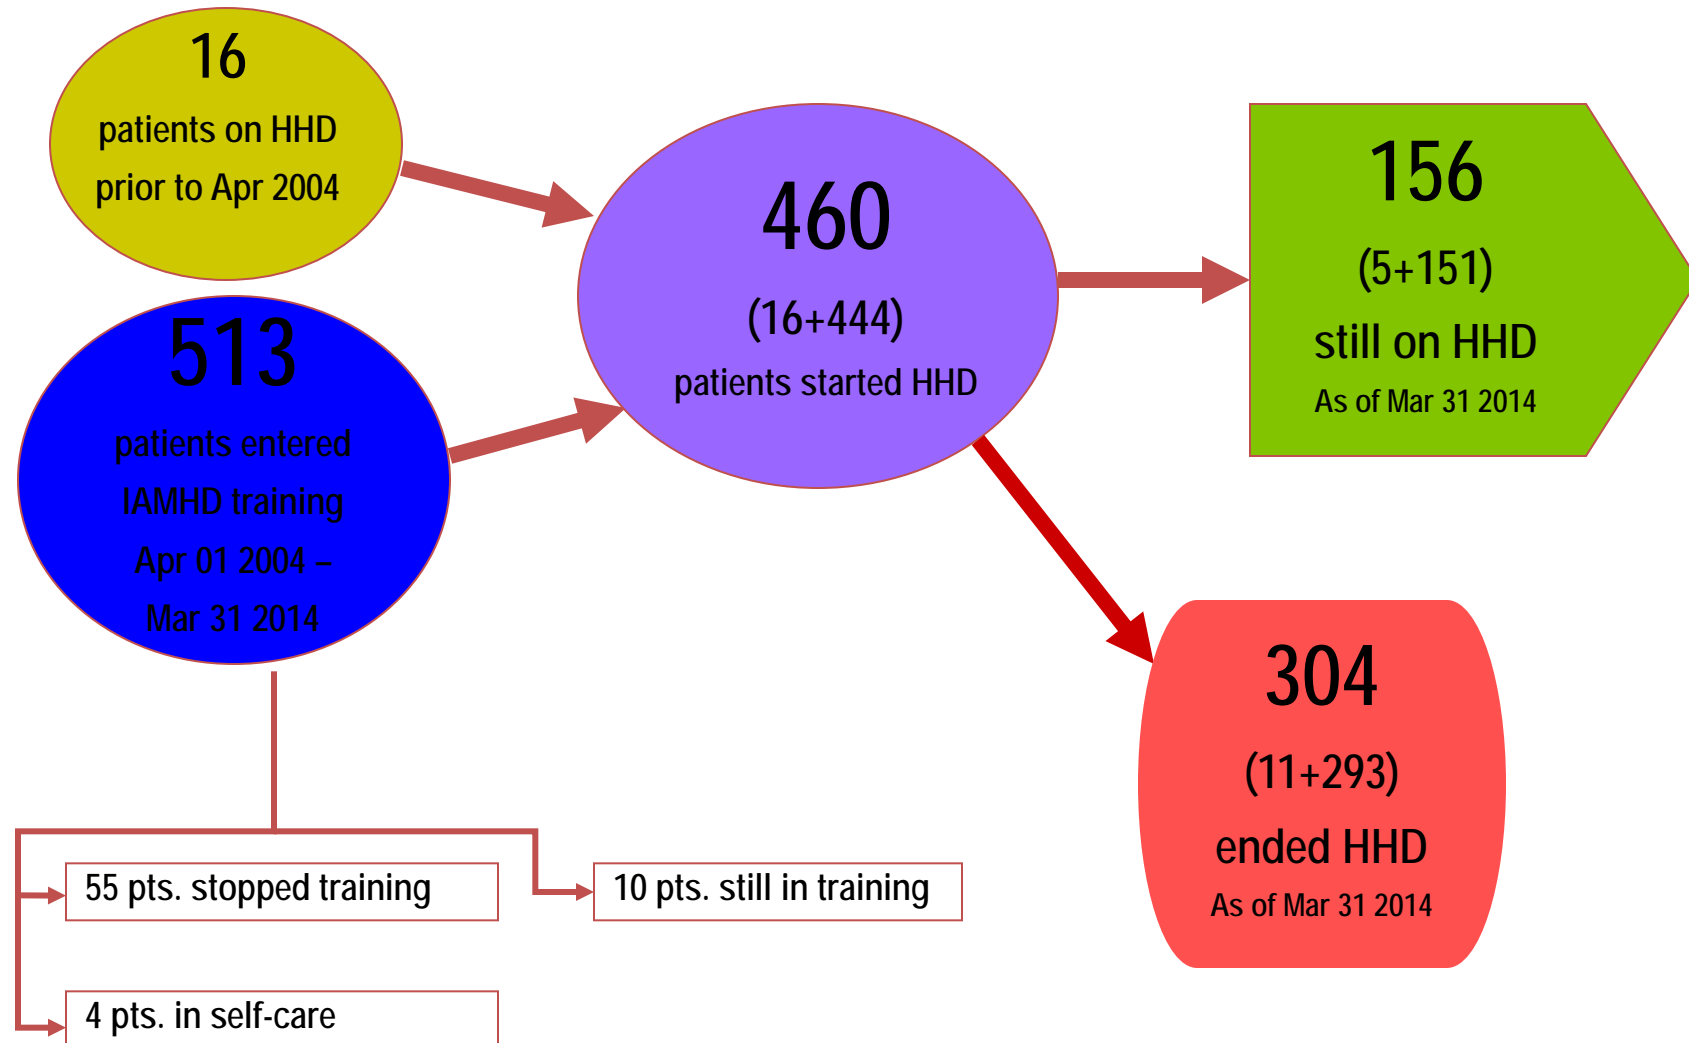 16
patients on HHD
prior to Apr 2004
513
patients entered
IAMHD training
Apr 01 2004 –
Mar 31 2014
460
(16+444)
patients started HHD
156
(5+151)
still on HHD
As of Mar 31 2014
304
(11+293)
ended HHD
As of Mar 31 2014
55 pts. stopped training
10 pts. still in training
4 pts. in self-care